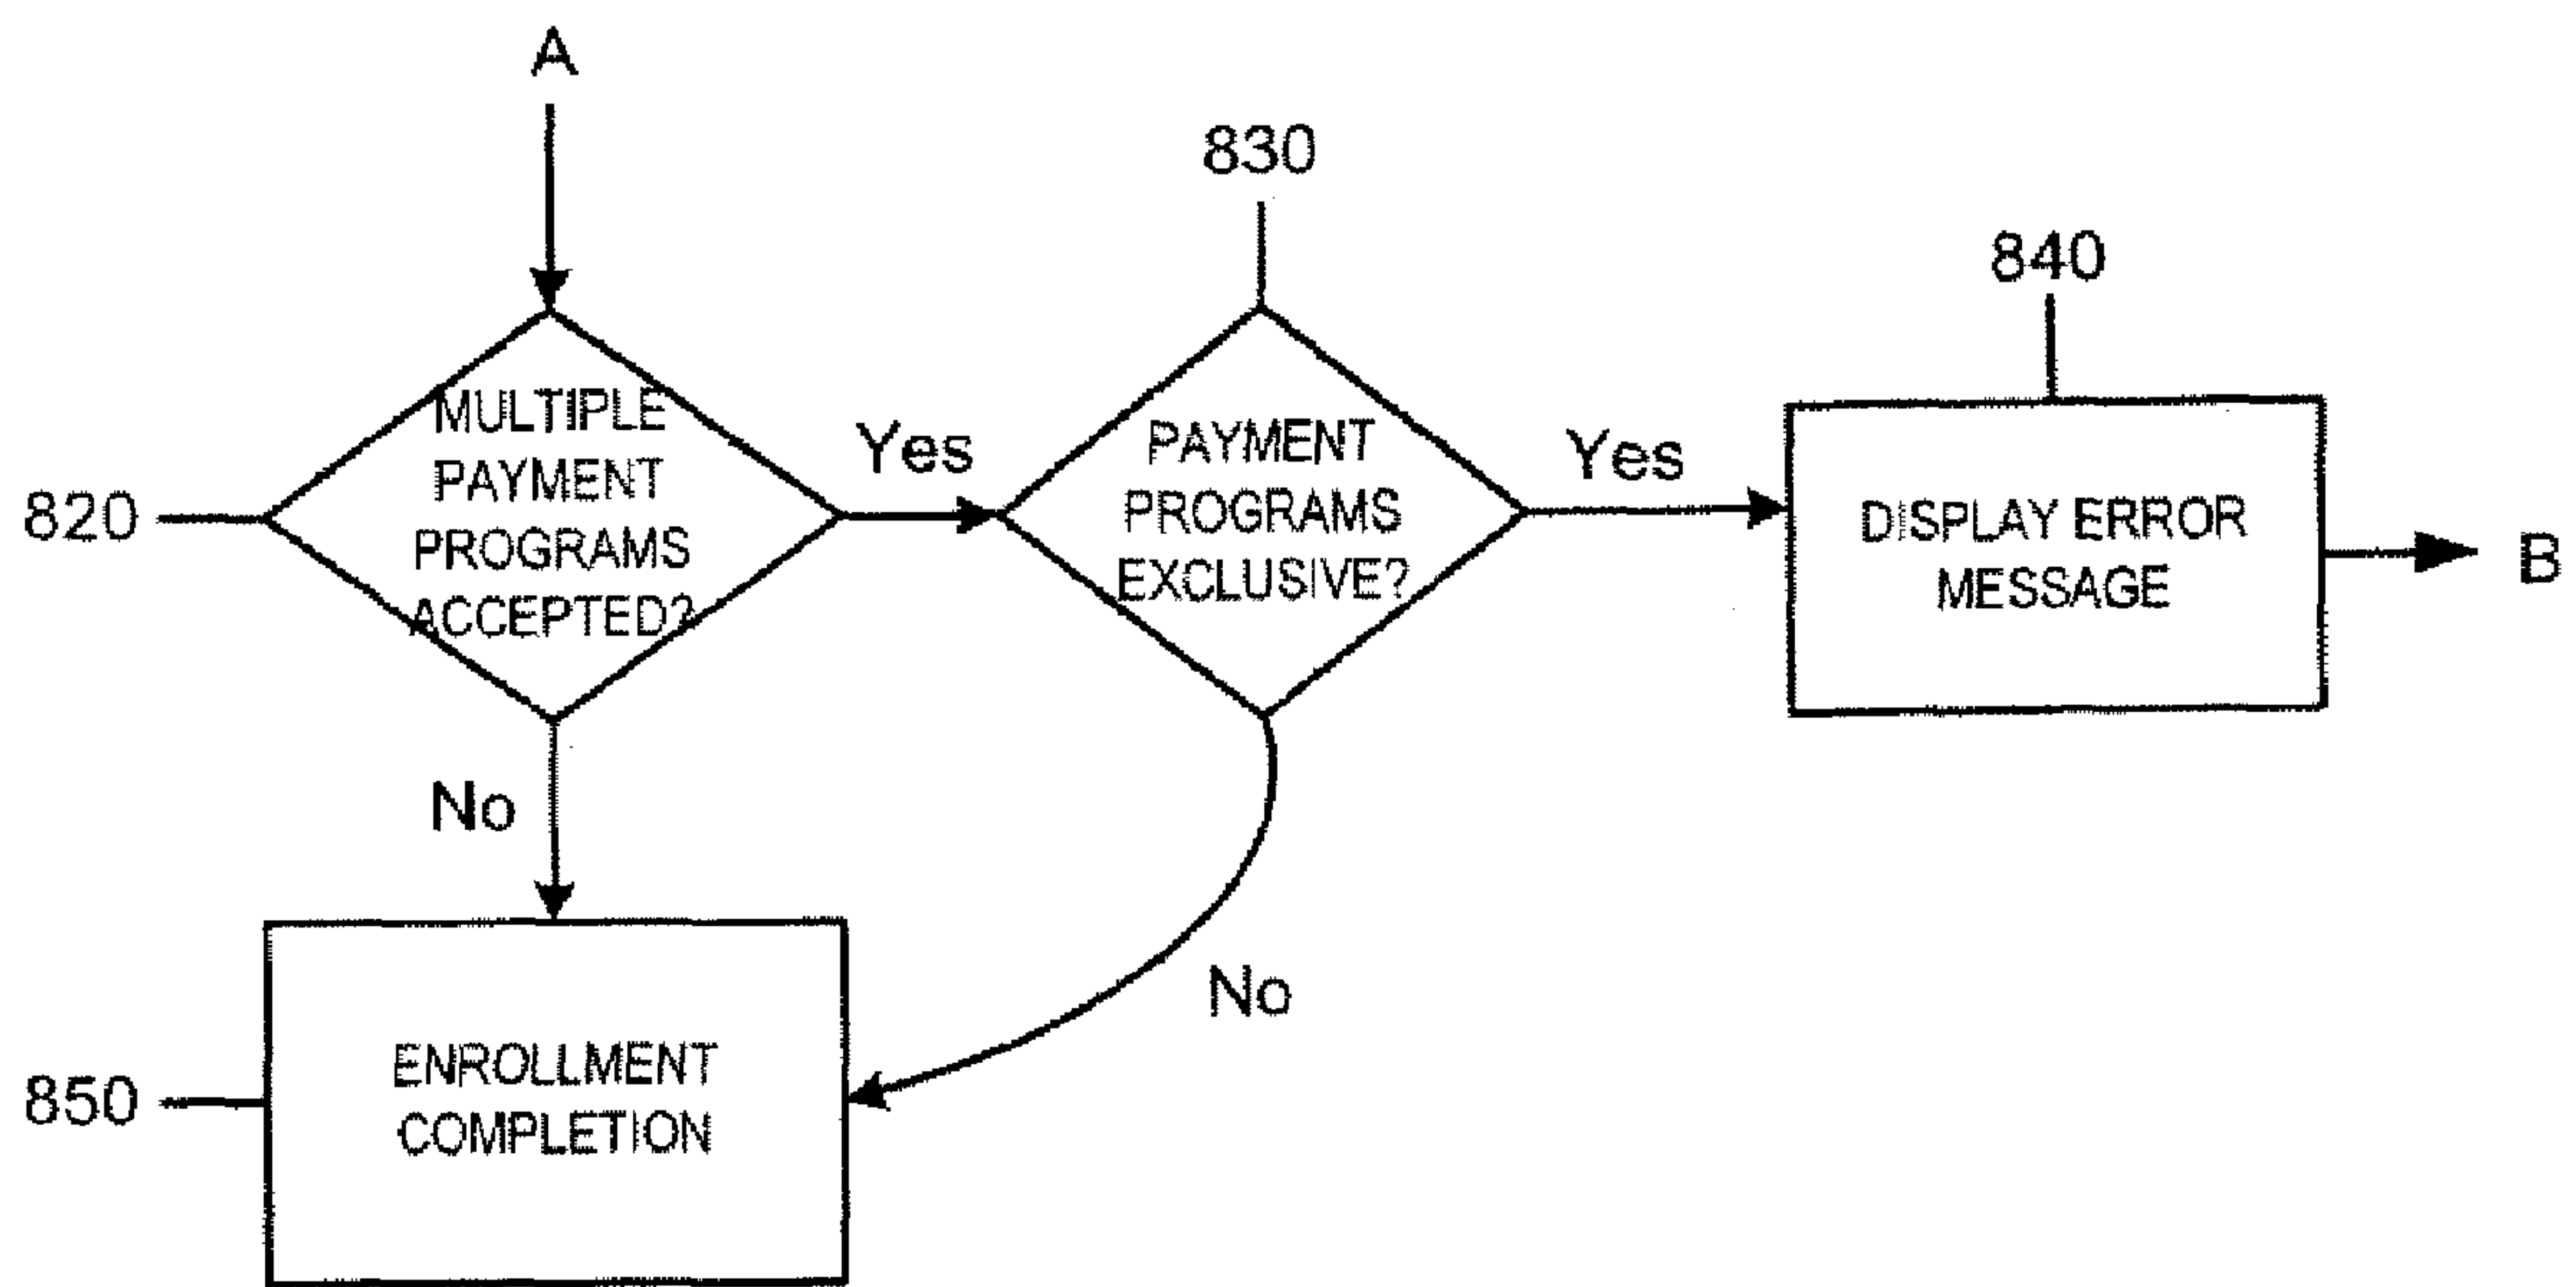 A
830
840
MULTIPLE
PAYMENT
PROGRAMS
ACCEPTED?
820
Yes
PAYMENT
PROGRAMS
EXCLUSIVE?
Yes
DISPLAY ERROR
MESSAGE
B
No
No
ENROLLMENT
COMPLETION
850